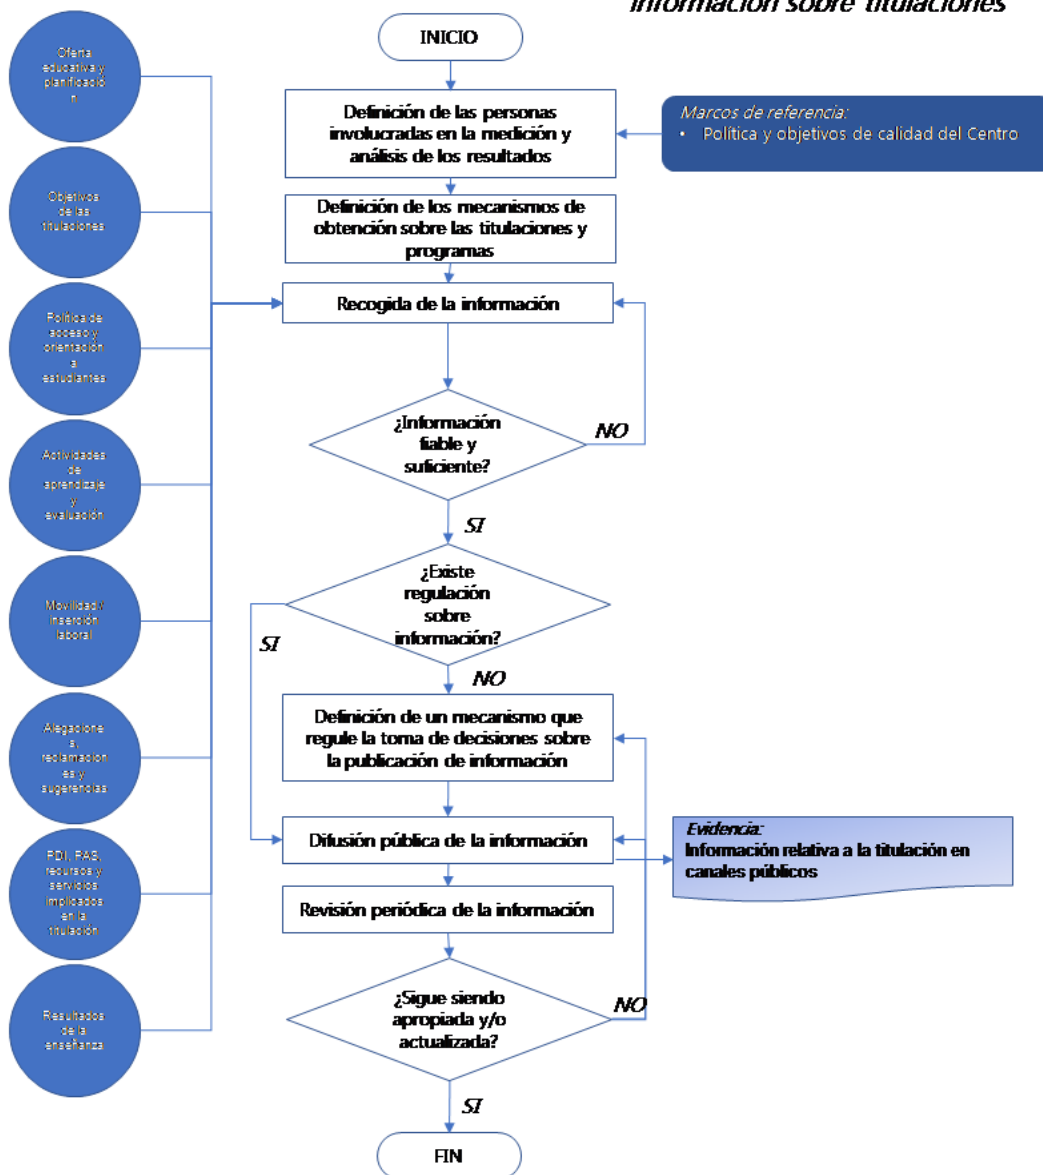 Información sobre titulaciones
INICIO
Definición de las personas
involucradas en la medición y
análisis de los resultados
Marcos de referencia:
• Política y objetivos de calidad del Centro
Definición de los mecanismos de
obtención sobre las titulaciones y
programas
Recogida de la información
¿Información
fiable y
suficiente?
NO
SI
¿Existe
regulación
sobre
información?
SI
NO
Definición de un mecanismo que
regule la toma de decisiones sobre
la publicación de información
Difusión pública de la información
Evidencia:
Información relativa a la titulación en
canales públicos
Revisión periódica de la información
¿Sigue siendo
apropiada y/o
actualizada?
NO
SI
FIN
Oferta
educativa y
planificació
n
Objetivos
de las
titulaciones
Política de
acceso y
orientación
a
estudiantes
Actividades
de
aprendizaje
y
evaluación
Movilidad/
inserción
laboral
Alegacione
s,
reclamacion
es y
sugerencias
PDI, PAS,
recursos y
servicios
implicados
en la
titulación
Resultados
de la
enseñanza